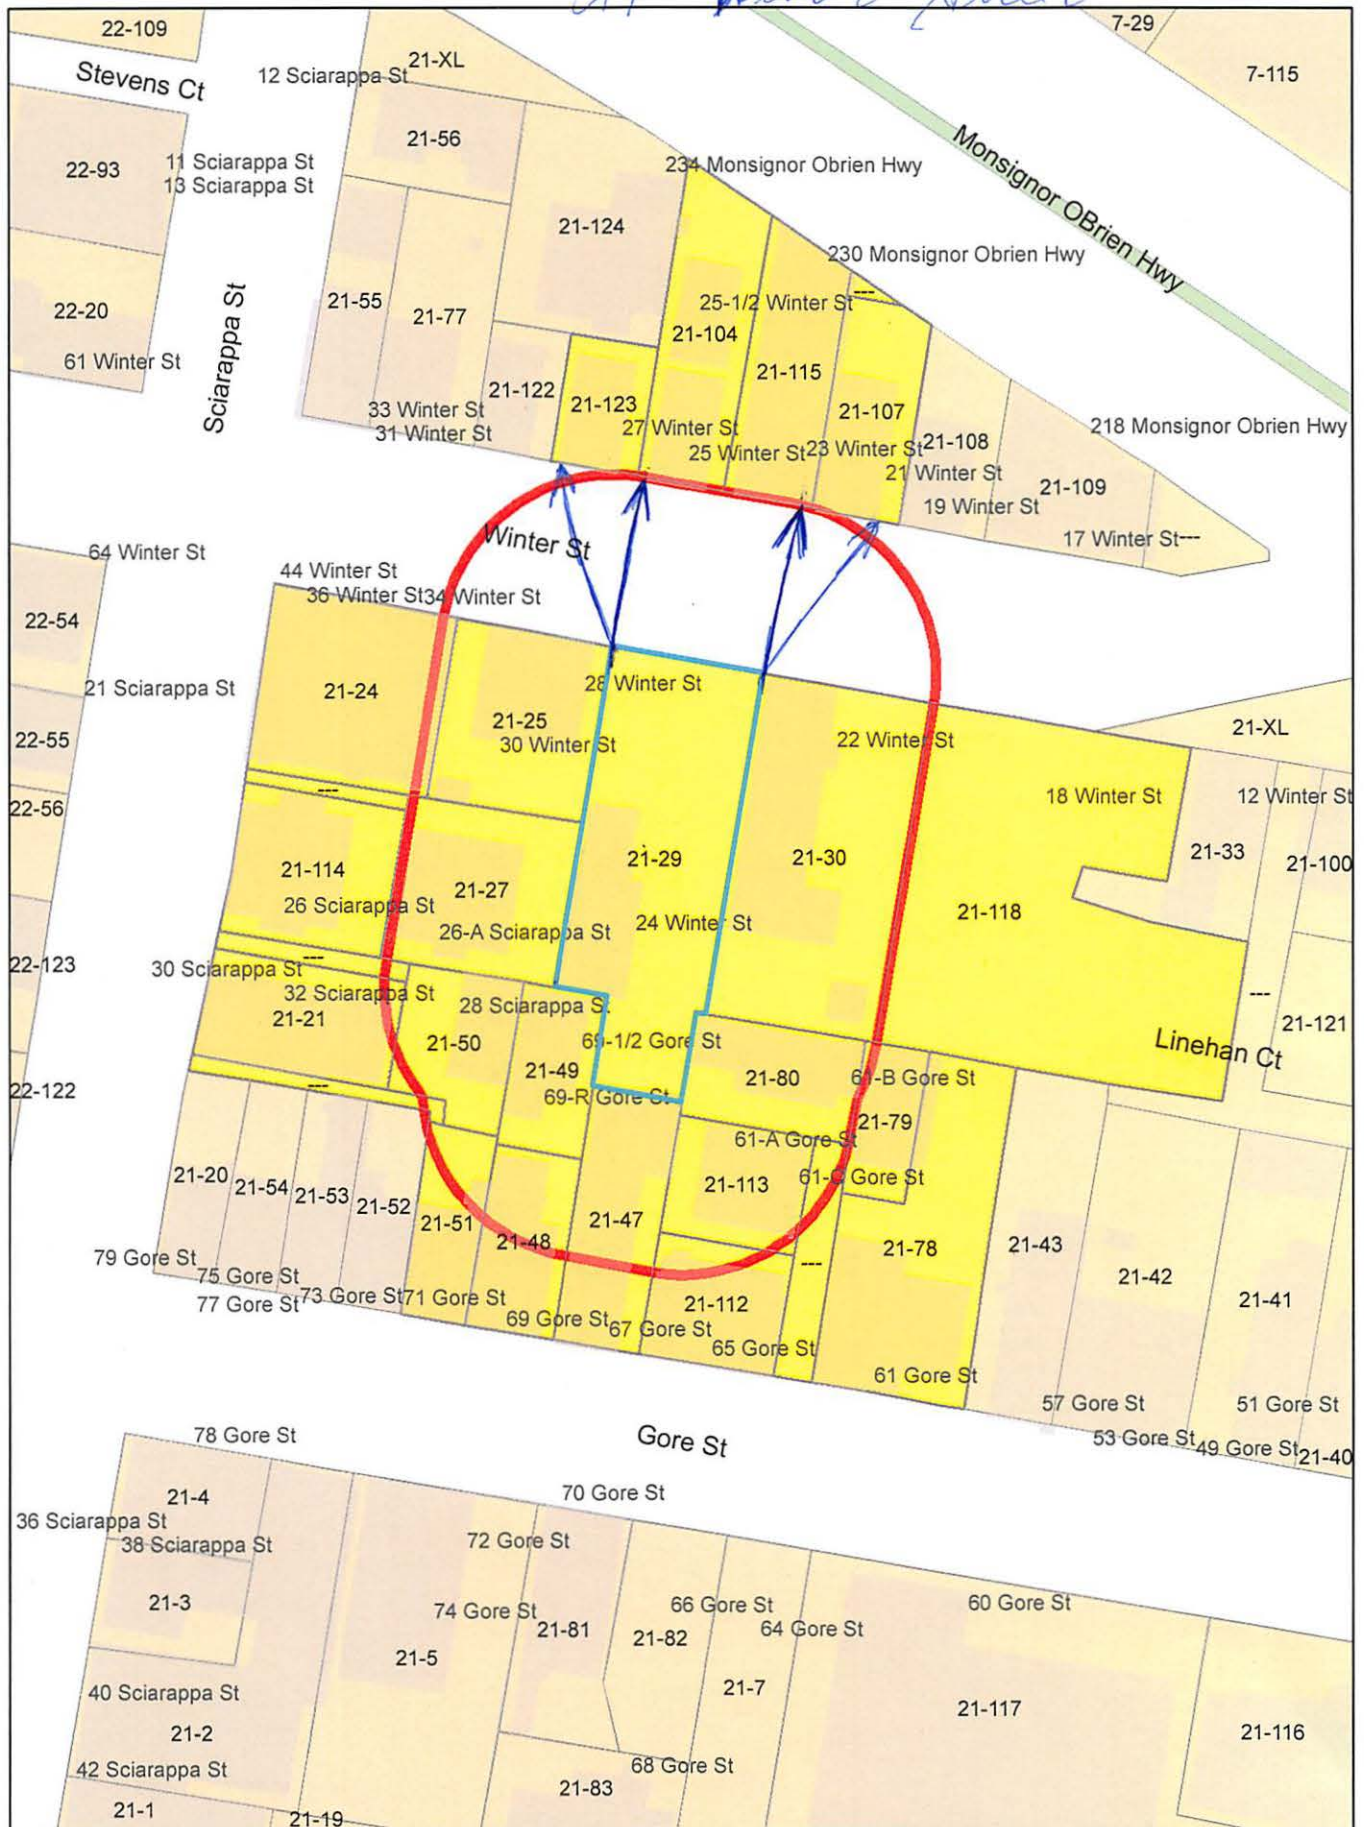 22-109
Stevens Ct
12 Sciarappa St
21-XL
7-29
7-115
Monsignor OBrien Hwy
22-93
11 Sciarappa St
13 Sciarappa St
21-56
234 Monsignor Obrien Hwy
21-124
230 Monsignor Obrien Hwy
---
22-20
61 Winter St
Sciarappa St
21-55
21-77
25-1/2 Winter St
21-104
21-115
21-122
21-123
21-107
33 Winter St
31 Winter St
27 Winter St
25 Winter St
23 Winter St
21-108
21 Winter St
218 Monsignor Obrien Hwy
19 Winter St
21-109
17 Winter St
---
Winter St
64 Winter St
44 Winter St
36 Winter St
34 Winter St
22-54
21 Sciarappa St
21-24
28 Winter St
21-25
30 Winter St
22 Winter St
21-XL
22-55
---
18 Winter St
12 Winter St
22-56
21-114
21-27
21-29
21-30
21-33
21-100
26 Sciarappa St
26-A Sciarappa St
24 Winter St
21-118
22-123
---
30 Sciarappa St
32 Sciarappa St
28 Sciarappa St
---
21-21
21-50
69-1/2 Gore St
21-121
Linehan Ct
22-122
---
21-49
69-R Gore St
21-80
61-B Gore St
21-79
61-A Gore St
21-20
21-54
21-53
21-52
21-51
21-48
21-47
21-113
61-C Gore St
21-78
21-43
21-42
21-41
---
79 Gore St
75 Gore St
77 Gore St
73 Gore St
71 Gore St
69 Gore St
67 Gore St
21-112
65 Gore St
61 Gore St
57 Gore St
51 Gore St
53 Gore St
49 Gore St
21-40
78 Gore St
Gore St
70 Gore St
21-4
36 Sciarappa St
38 Sciarappa St
72 Gore St
21-3
74 Gore St
21-81
66 Gore St
60 Gore St
21-82
64 Gore St
21-5
21-7
40 Sciarappa St
21-2
21-117
21-116
42 Sciarappa St
68 Gore St
21-83
21-1
21-19